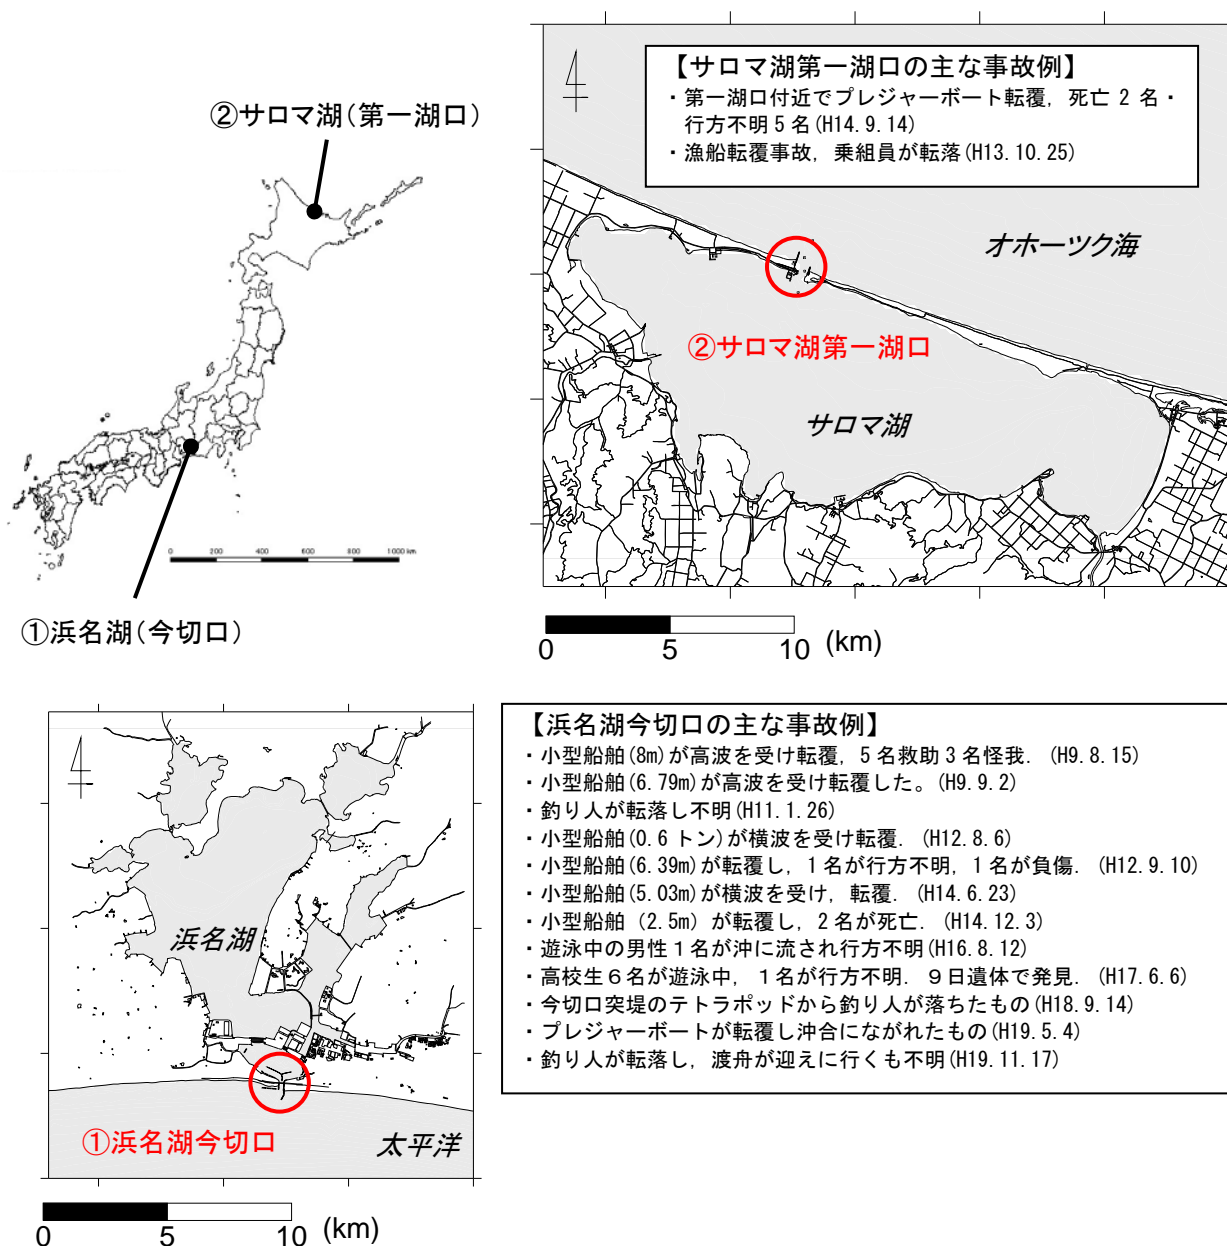 ②サロマ湖(第一湖口)
0 200 400 600 800 1000 km
①浜名湖(今切口)
【サロマ湖第一湖口の主な事故例】
・第一湖口付近でプレジャーボート転覆，死亡 2 名・
行方不明 5 名(H14.9.14)
・漁船転覆事故，乗組員が転落(H13.10.25)
オホーツク海
②サロマ湖第一湖口
サロマ湖
0 5 10 (km)
浜名湖
①浜名湖今切口
太平洋
0 5 10 (km)
【浜名湖今切口の主な事故例】
・小型船舶(8m)が高波を受け転覆，5 名救助 3 名怪我．(H9.8.15)
・小型船舶(6.79m)が高波を受け転覆した。(H9.9.2)
・釣り人が転落し不明(H11.1.26)
・小型船舶(0.6 トン)が横波を受け転覆．(H12.8.6)
・小型船舶(6.39m)が転覆し，１名が行方不明，１名が負傷．(H12.9.10)
・小型船舶(5.03m)が横波を受け，転覆．(H14.6.23)
・小型船舶（2.5m）が転覆し，２名が死亡．(H14.12.3)
・遊泳中の男性１名が沖に流され行方不明(H16.8.12)
・高校生６名が遊泳中，１名が行方不明．９日遺体で発見．(H17.6.6)
・今切口突堤のテトラポッドから釣り人が落ちたもの(H18.9.14)
・プレジャーボートが転覆し沖合にながれたもの(H19.5.4)
・釣り人が転落し，渡舟が迎えに行くも不明(H19.11.17)